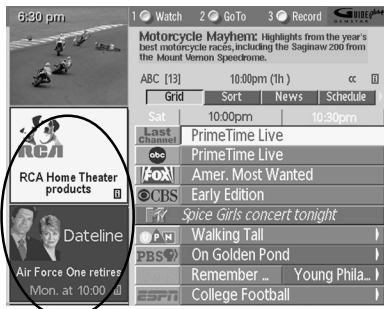 6:30 pm
1 Watch 2 GoTo 3 Record GUIDE Plus
GEMSTAR
Motorcycle Mayhem: Highlights from the year's
best motorcycle races, including the Saginaw 200 from
the Mount Vernon Speedrome.
ABC [13] 10:00pm (1h) «
Grid Sort News Schedule
Sat 10:00pm 10:30pm
Last Channel PrimeTime Live
abc PrimeTime Live
FOX Amer. Most Wanted
CBS Early Edition
MTV Spice Girls concert tonight
UPN Walking Tall
PBS On Golden Pond
Remember ... Young Phila...
ESPN College Football
RCA
RCA Home Theater
products
Dateline
Air Force One retires
Mon. at 10:00